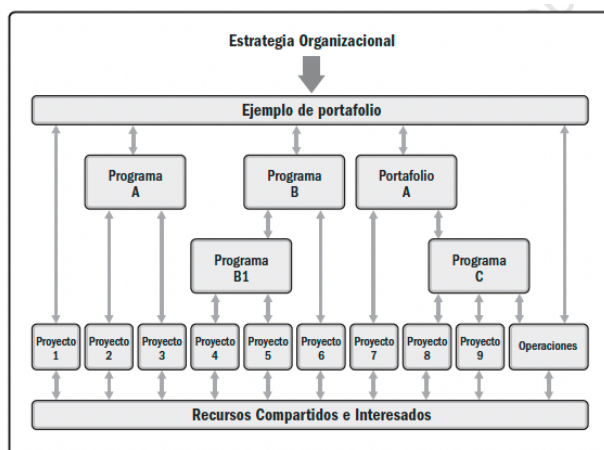 Estrategia Organizacional
Ejemplo de portafolio
Programa
A
Programa
B
Portafolio
A
Programa
B1
Programa
C
Proyecto
1
Proyecto
2
Proyecto
3
Proyecto
4
Proyecto
5
Proyecto
6
Proyecto
7
Proyecto
8
Proyecto
9
Operaciones
Recursos Compartidos e Interesados